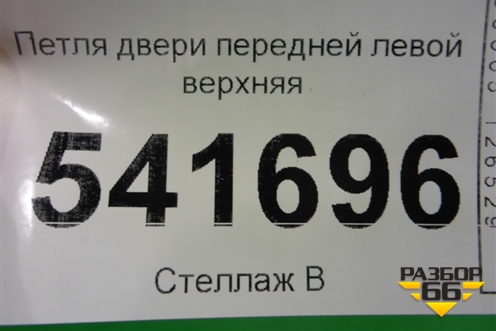 Петля двери передней левой
верхняя
541696
Стеллаж В
РАЗБОР
66